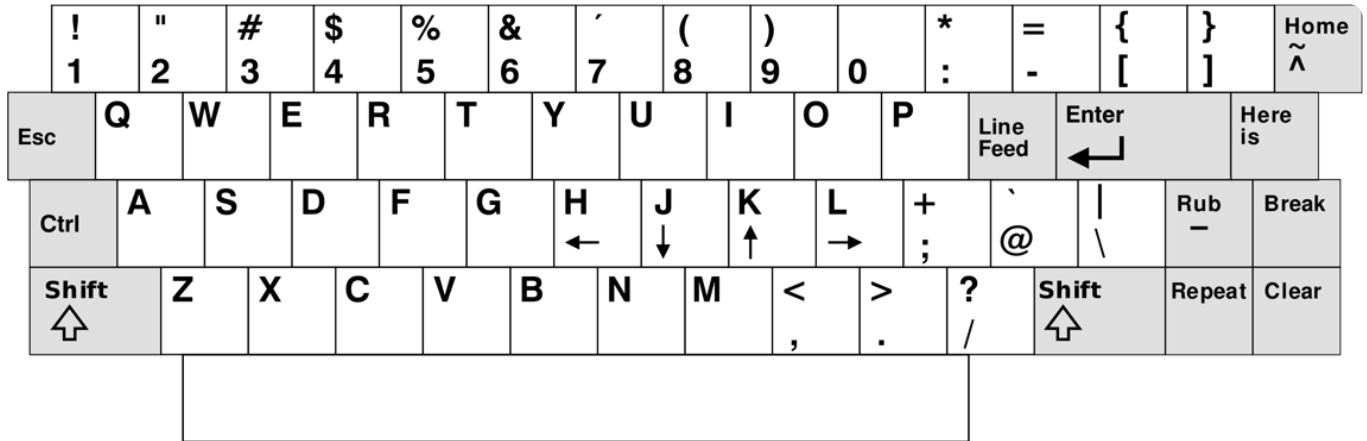 ! " # $ % & ´ ( ) * = { } Home
1 2 3 4 5 6 7 8 9 0 : - [ ] ~ ^
Esc Q W E R T Y U I O P Line Feed Enter Here is
Ctrl A S D F G H J K L + ` | Rub Break
← ↓ ↑ → ; @ \ –
Shift Z X C V B N M < > ? Shift Repeat Clear
, . /